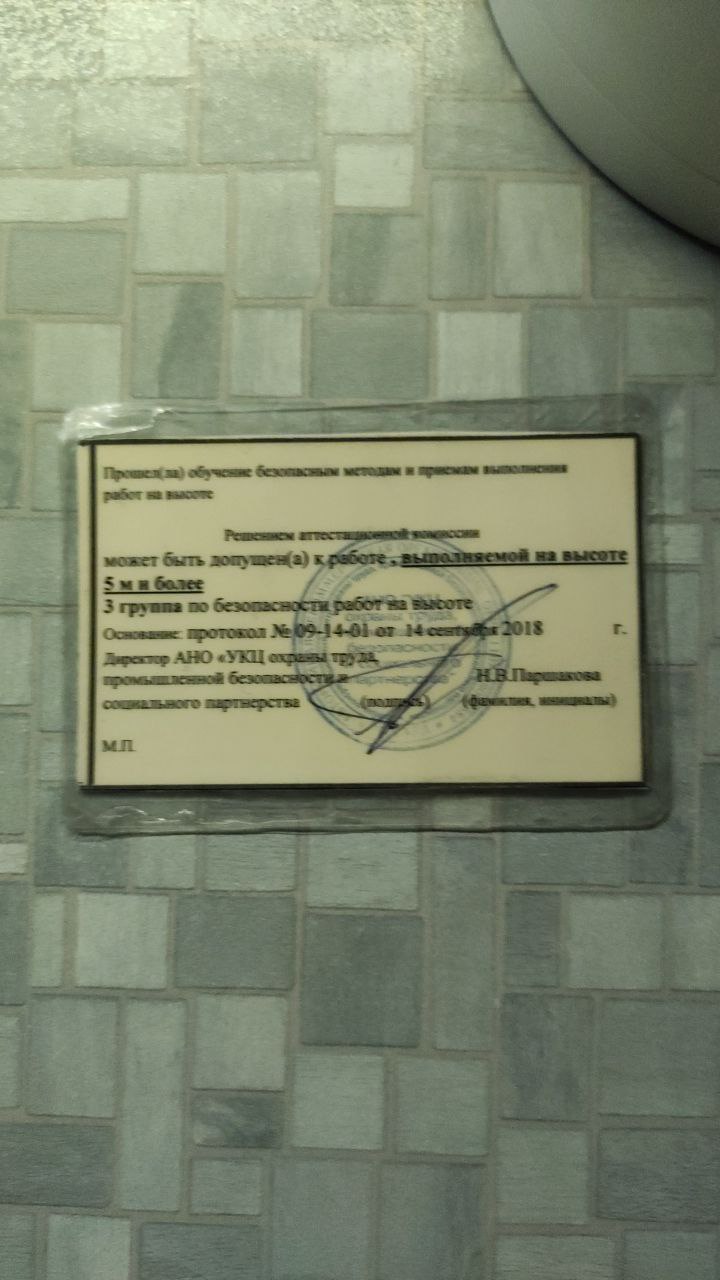 Прошел(ла) обучение безопасным методам и приемам выполнения
работ на высоте
Решением аттестационной комиссии
может быть допущен(а) к работе , выполняемой на высоте
5 м и более
3 группа по безопасности работ на высоте
Основание: протокол № 09-14-01 от 14 сентября 2018 г.
Директор АНО «УКЦ охраны труда,
промышленной безопасности и Н.В.Паршакова
социального партнерства (подпись) (фамилия, инициалы)
М.П.